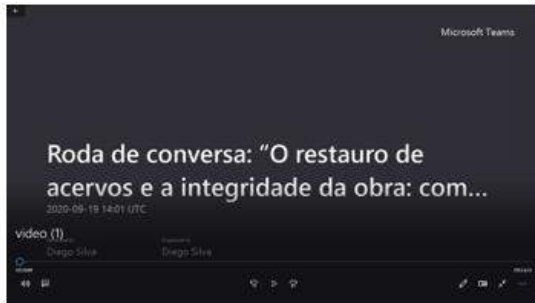 Microsoft Teams
Roda de conversa: “O restauro de
acervos e a integridade da obra: com...
2020-09-19 14:01 UTC
video (1)
Diego Silva Diego Silva